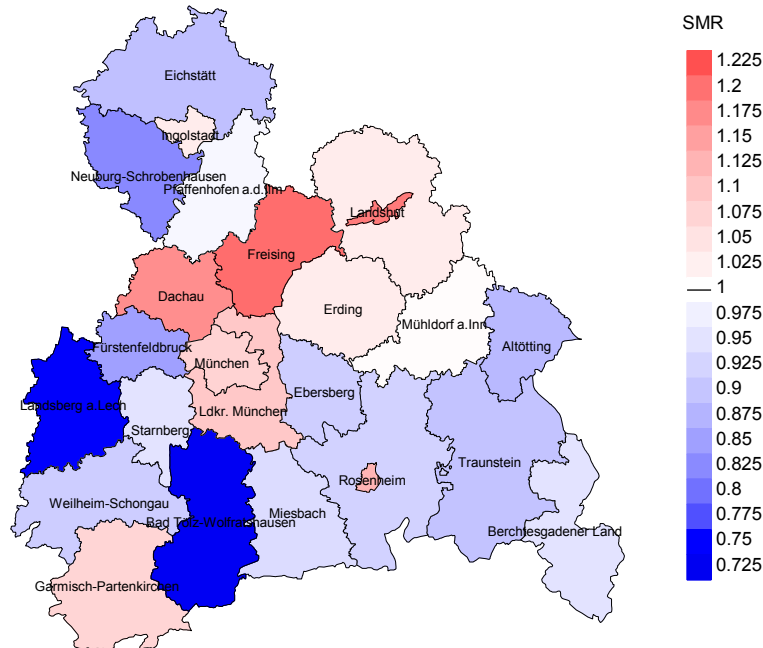 SMR
Eichstätt
Ingolstadt
Neuburg-Schrobenhausen
Pfaffenhofen a.d.Ilm
Landshut
Freising
Dachau
Erding
Mühldorf a.Inn
Fürstenfeldbruck
München
Altötting
Ebersberg
Landsberg a.Lech
Ldkr. München
Starnberg
Traunstein
Rosenheim
Weilheim-Schongau
Miesbach
Bad Tölz-Wolfratshausen
Berchtesgadener Land
Garmisch-Partenkirchen
1.225
1.2
1.175
1.15
1.125
1.1
1.075
1.05
1.025
1
0.975
0.95
0.925
0.9
0.875
0.85
0.825
0.8
0.775
0.75
0.725